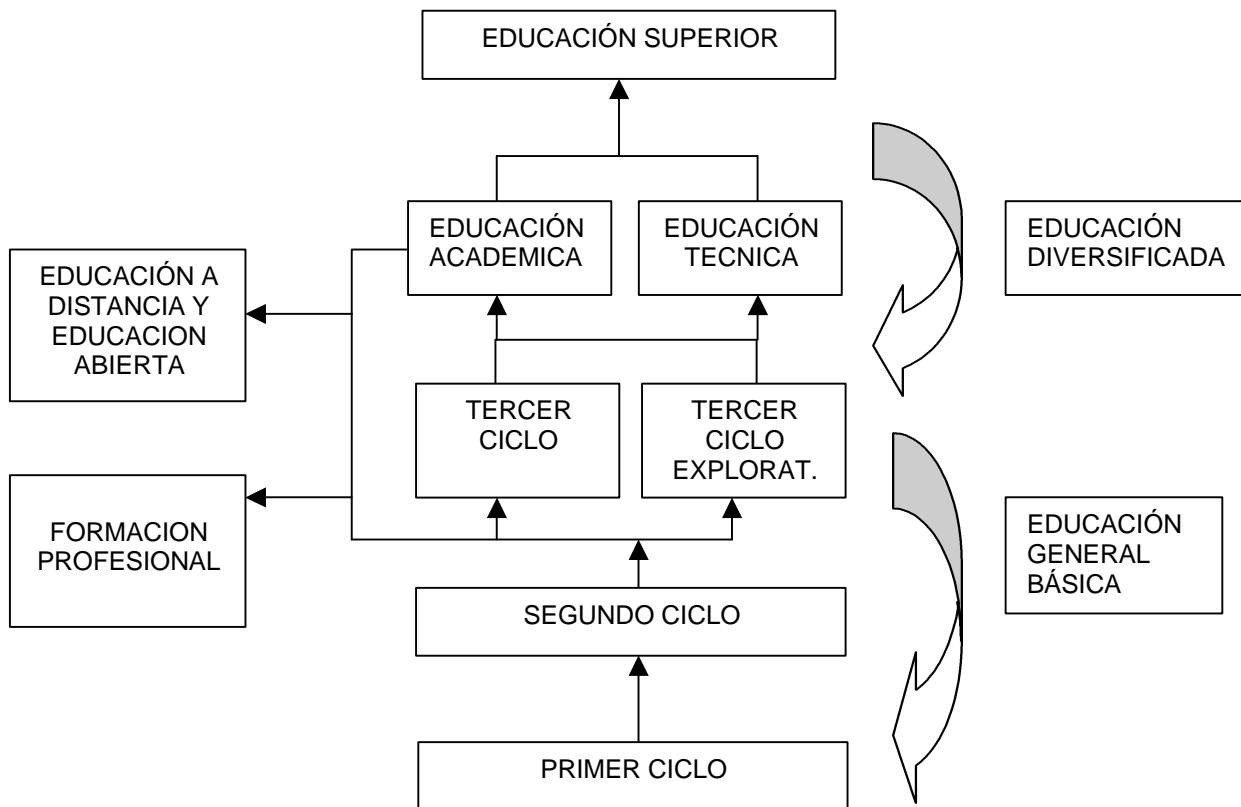 EDUCACIÓN SUPERIOR
EDUCACIÓN
ACADEMICA
EDUCACIÓN
TECNICA
EDUCACIÓN
DIVERSIFICADA
EDUCACIÓN A
DISTANCIA Y
EDUCACION
ABIERTA
TERCER
CICLO
TERCER
CICLO
EXPLORAT.
FORMACION
PROFESIONAL
EDUCACIÓN
GENERAL
BÁSICA
SEGUNDO CICLO
PRIMER CICLO